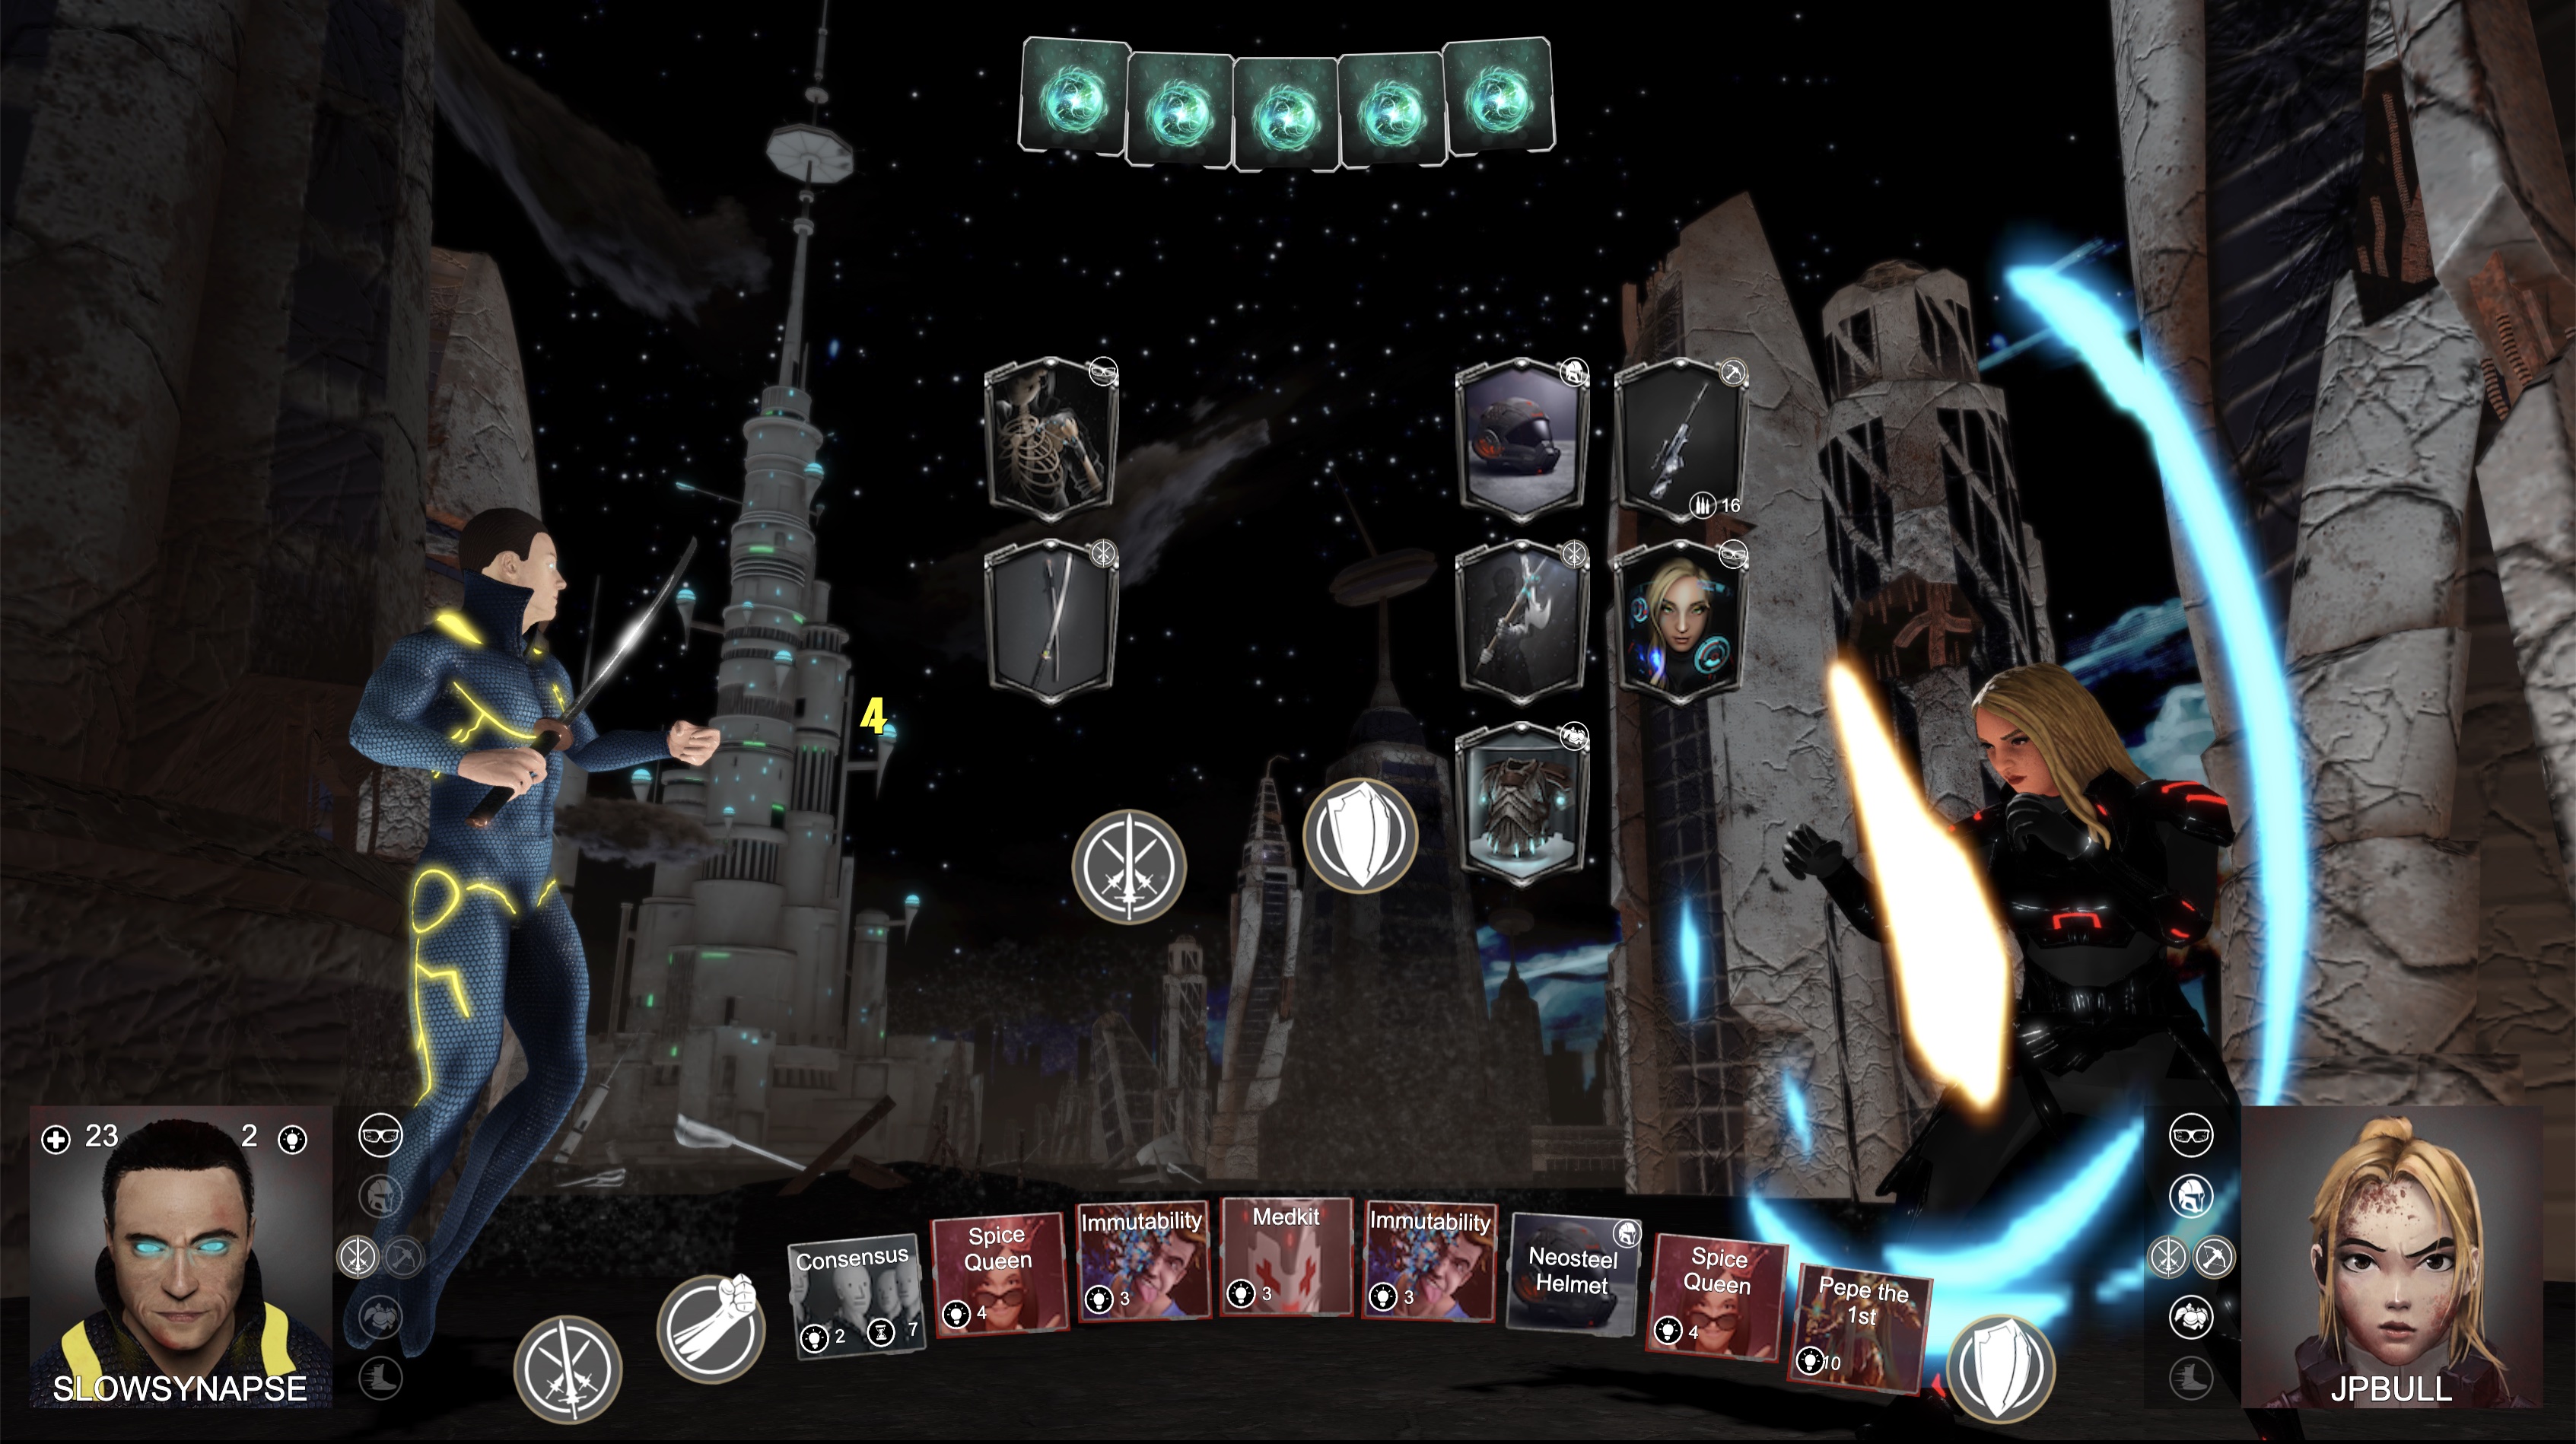 16
4
23 2
SLOWSYNAPSE
Consensus
2 7
Spice
Queen
4
Immutability
3
Medkit
3
Immutability
3
Neosteel
Helmet
Spice
Queen
4
Pepe the
1st
10
JPBULL